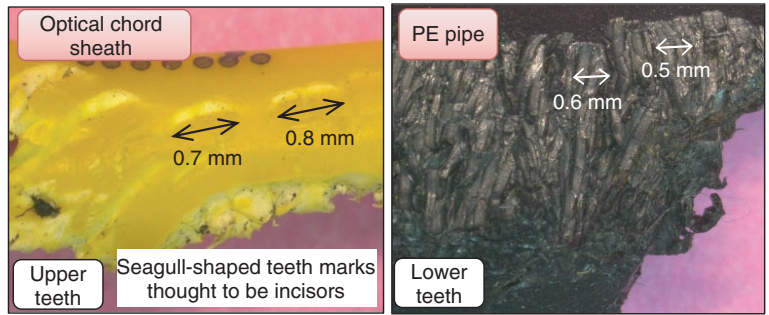 Optical chord
sheath
0.7 mm
0.8 mm
Upper
teeth
Seagull-shaped teeth marks
thought to be incisors
PE pipe
0.6 mm
0.5 mm
Lower
teeth